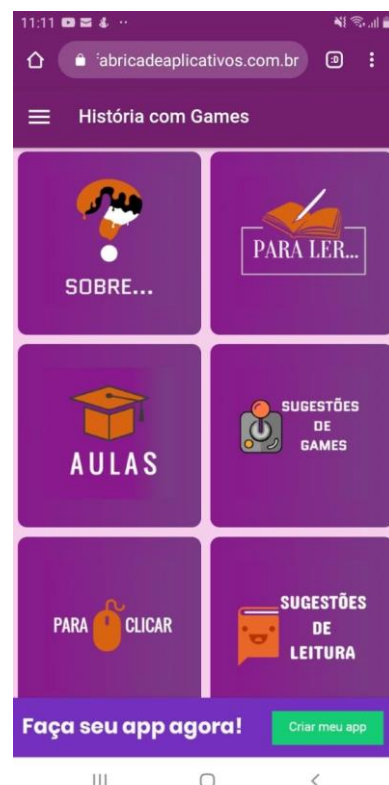 11:11
abricadeaplicativos.com.br
:D
História com Games
SOBRE...
PARA LER...
AULAS
SUGESTÕES
DE
GAMES
PARA CLICAR
SUGESTÕES
DE
LEITURA
Faça seu app agora!
Criar meu app